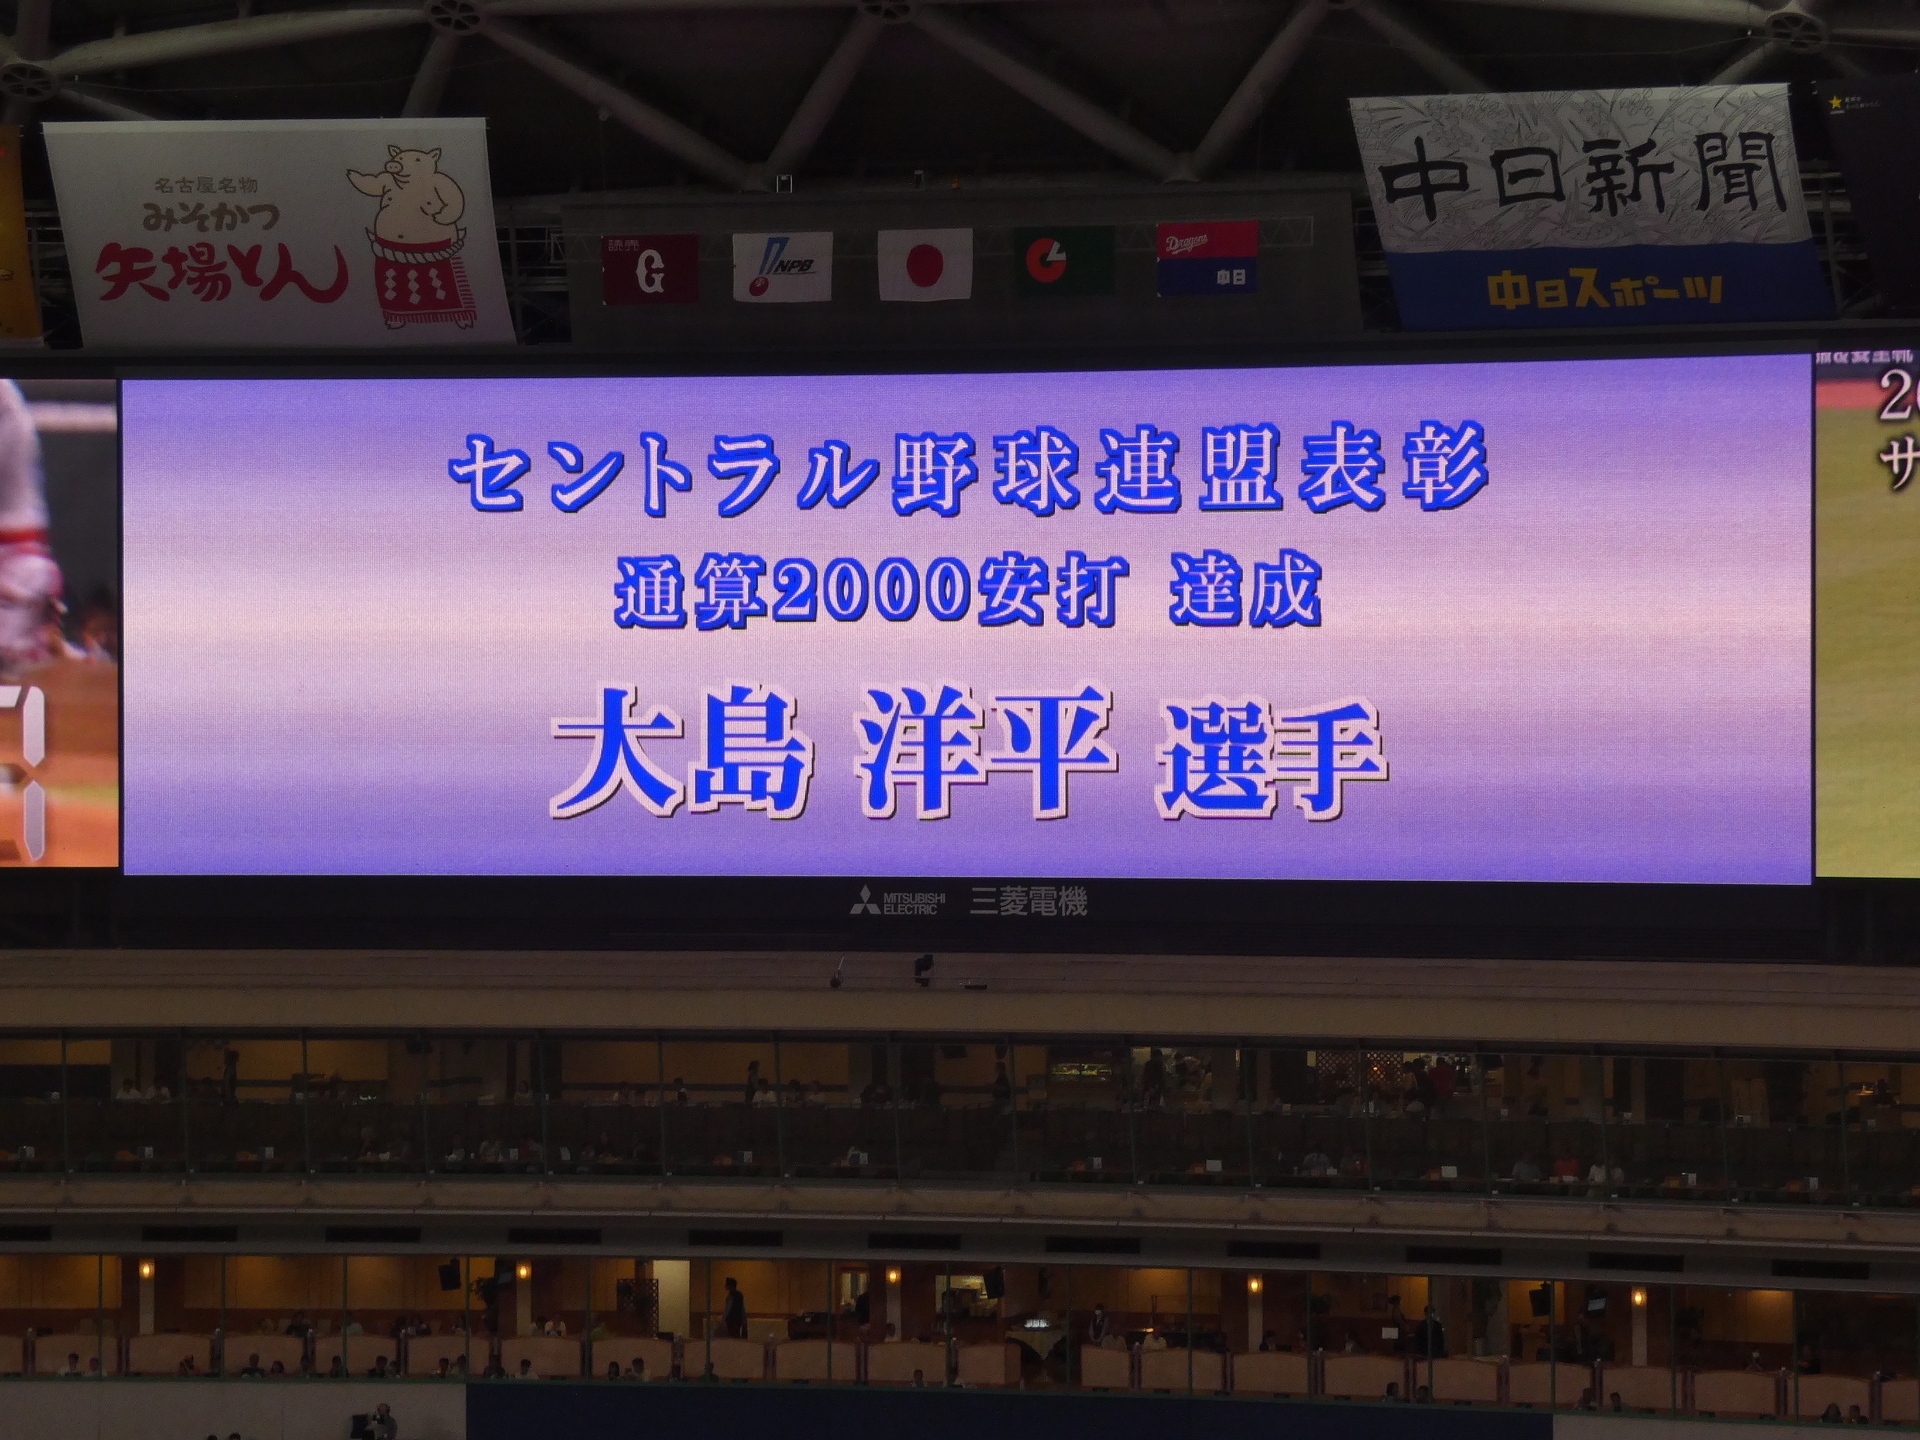 名古屋名物
みそかつ
矢場とん
G
NPB
Dragons
中日
中日新聞
中日スポーツ
セントラル野球連盟表彰
通算2000安打 達成
大島 洋平 選手
MITSUBISHI ELECTRIC 三菱電機